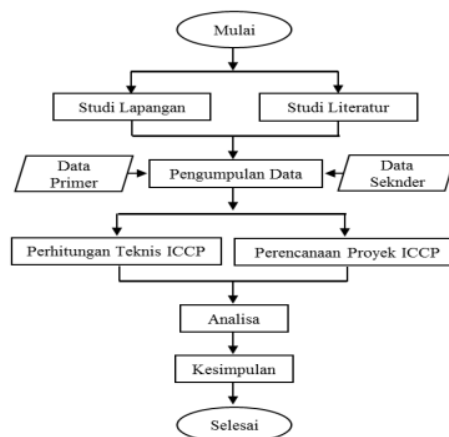 Mulai
Studi Lapangan
Studi Literatur
Data
Primer
Pengumpulan Data
Data
Seknder
Perhitungan Teknis ICCP
Perencanaan Proyek ICCP
Analisa
Kesimpulan
Selesai